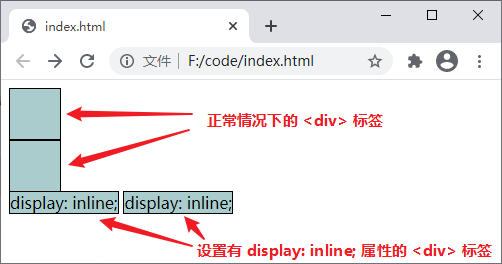 index.html
文件 F:/code/index.html
正常情况下的 <div> 标签
display: inline; display: inline;
设置有 display: inline; 属性的 <div> 标签